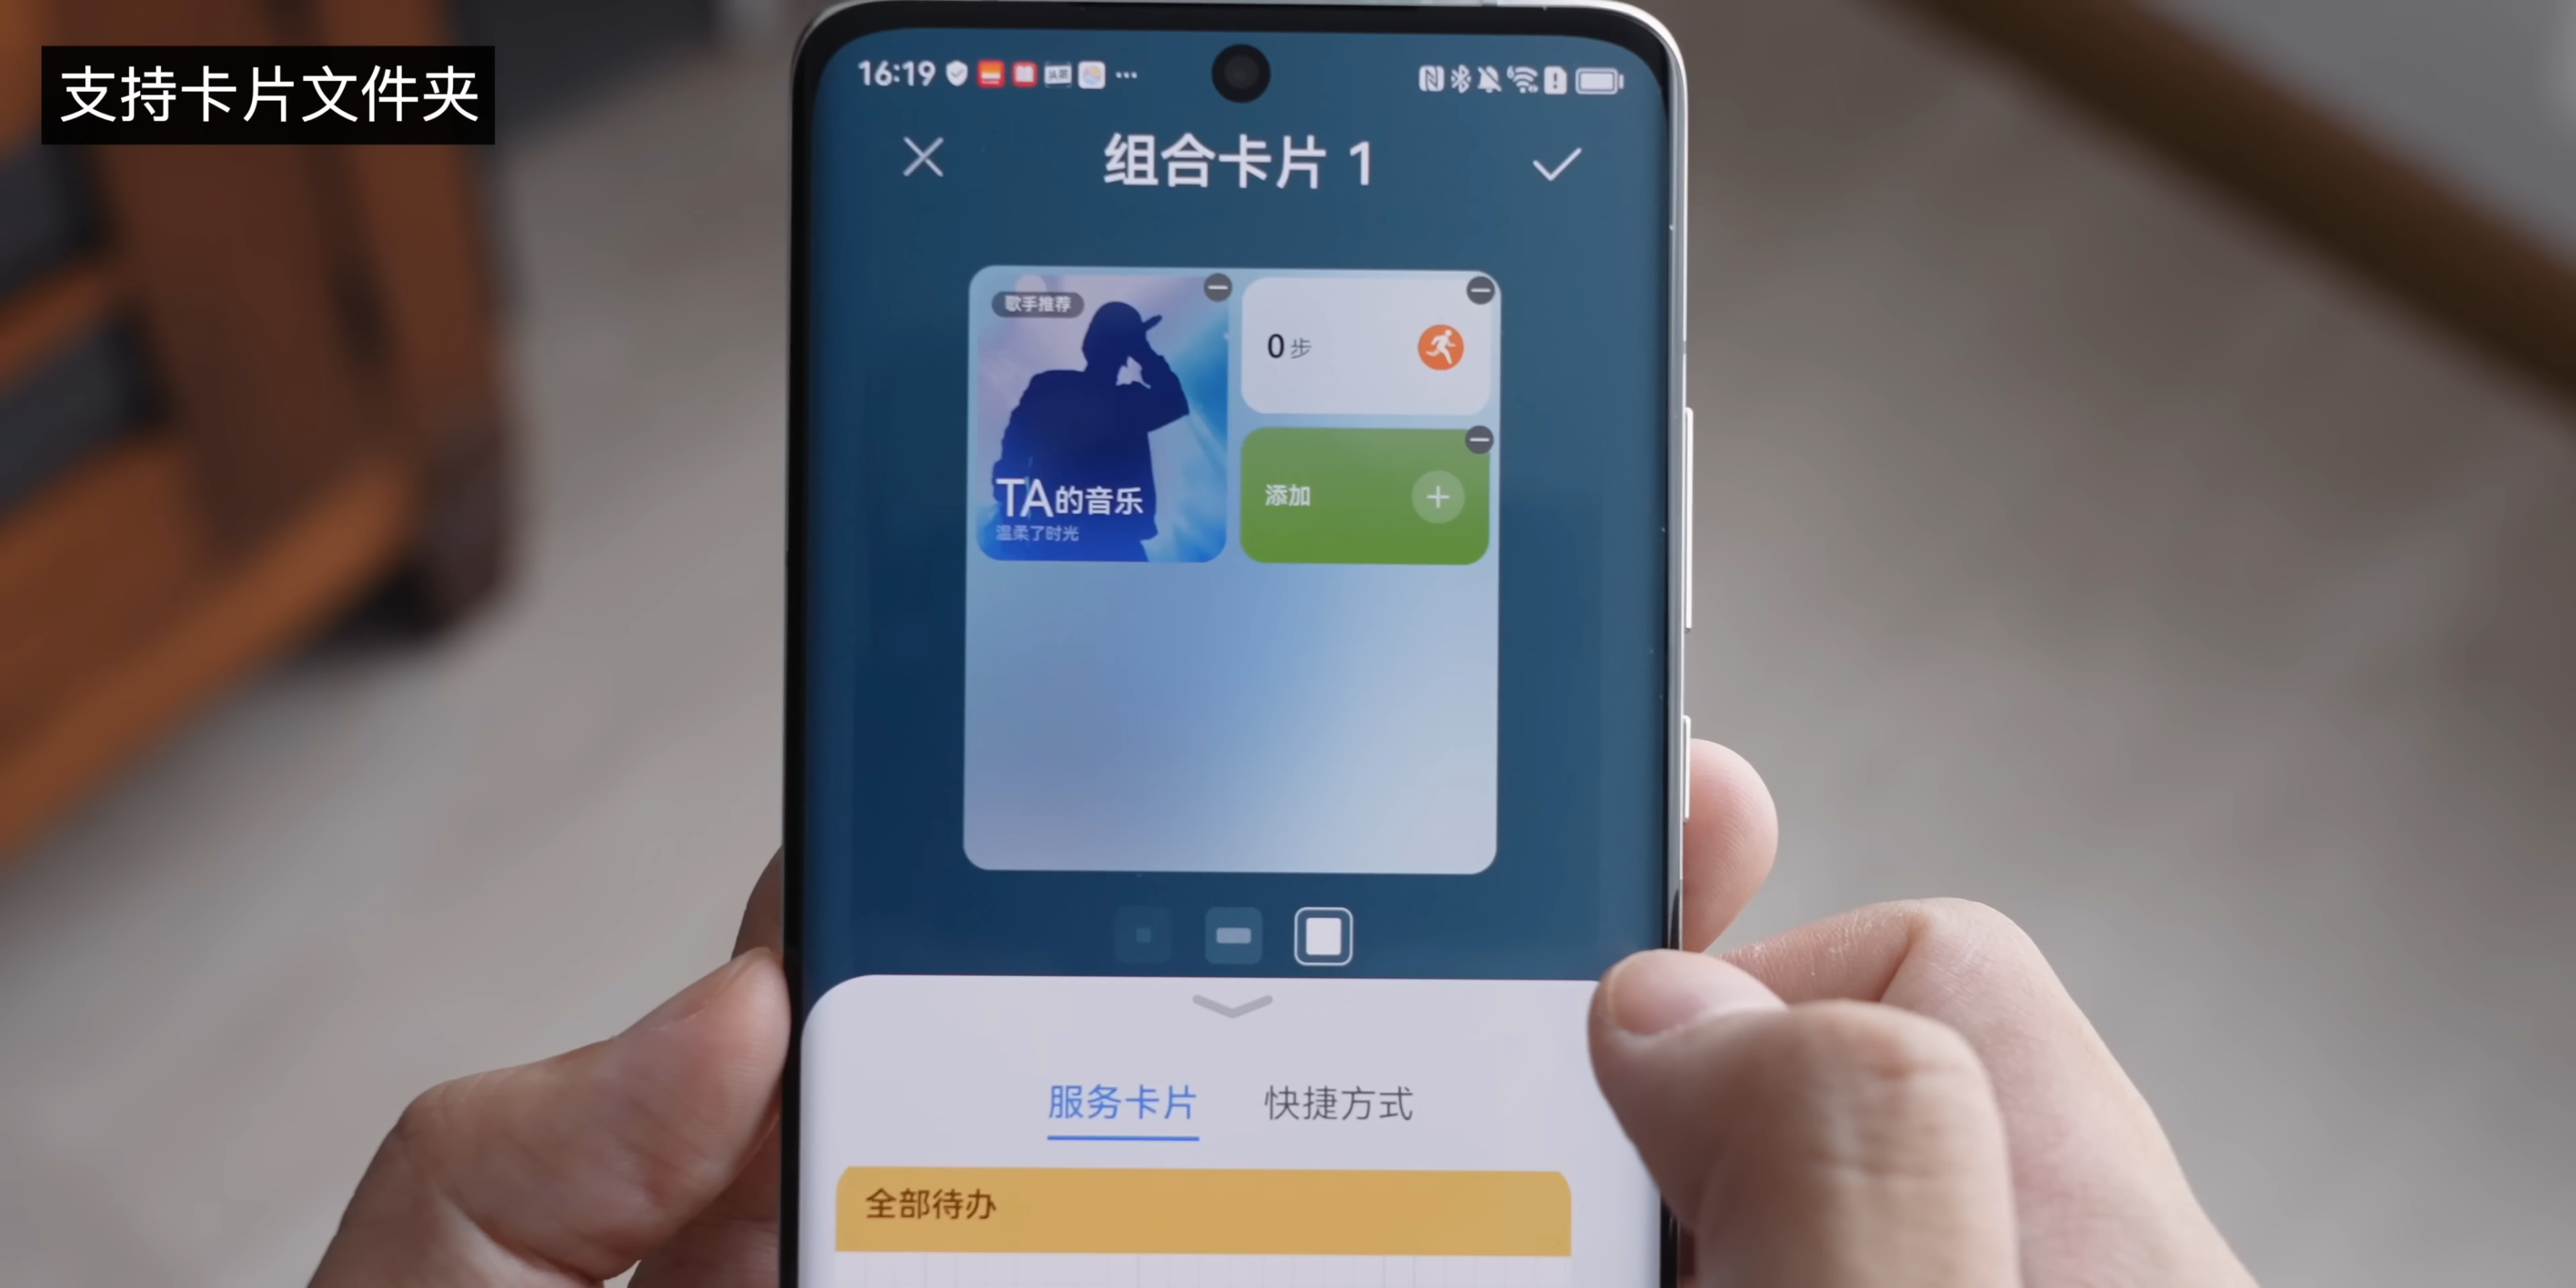 支持卡片文件夹
16:19
组合卡片 1
歌手推荐
TA的音乐
温柔了时光
0步
添加
服务卡片
快捷方式
全部待办